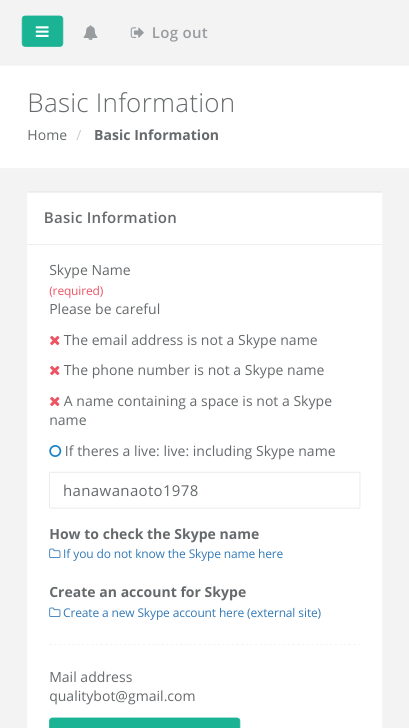 Log out
Basic Information
Home / Basic Information
Basic Information
Skype Name
(required)
Please be careful
The email address is not a Skype name
The phone number is not a Skype name
A name containing a space is not a Skype
name
If theres a live: live: including Skype name
hanawanaoto1978
How to check the Skype name
If you do not know the Skype name here
Create an account for Skype
Create a new Skype account here (external site)
Mail address
qualitybot@gmail.com